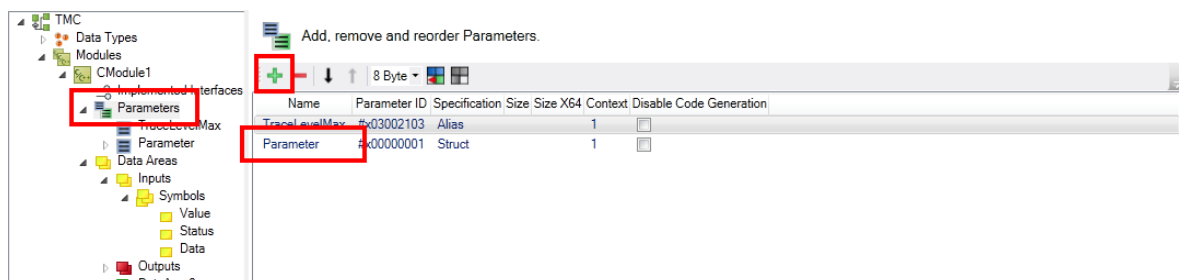 TMC
Data Types
Modules
CModule1
Implemented Interfaces
Parameters
TraceLevelMax
Parameter
Data Areas
Inputs
Symbols
Value
Status
Data
Outputs
Add, remove and reorder Parameters.
8 Byte
Name Parameter ID Specification Size Size X64 Context Disable Code Generation
TraceLevelMax #x03002103 Alias 1
Parameter #x00000001 Struct 1